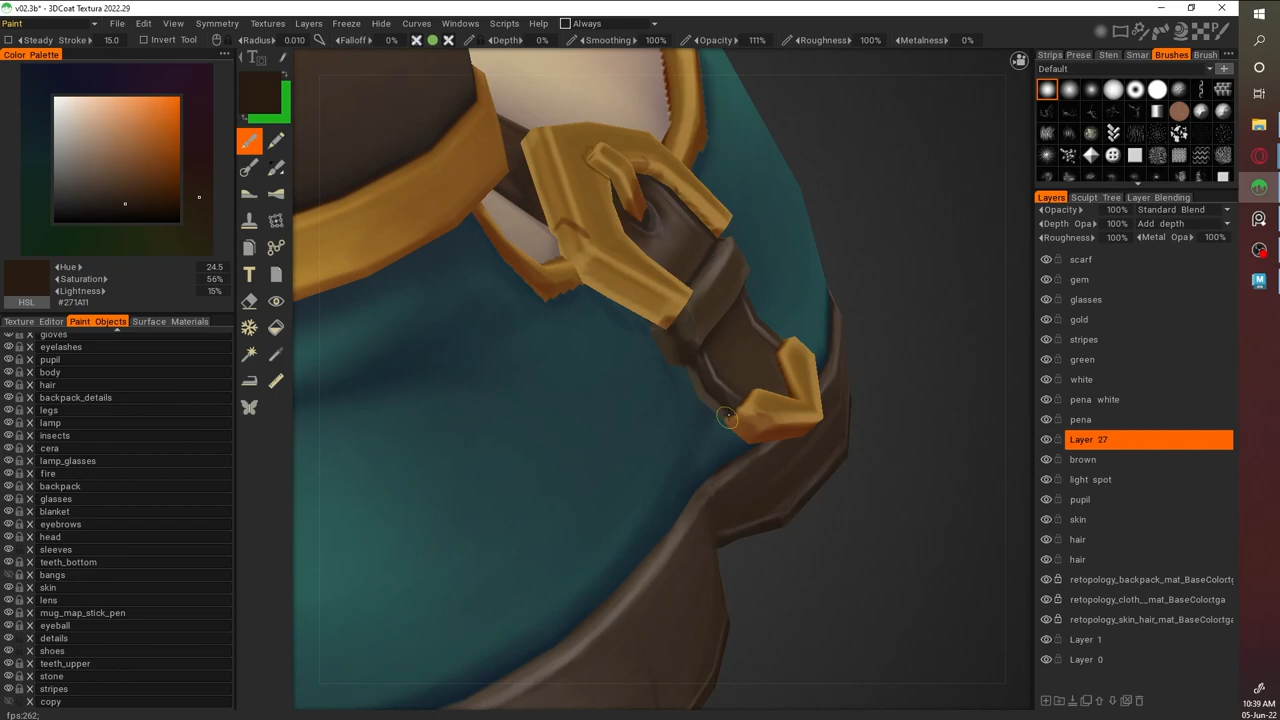 v02.3b* - 3DCoat Textura 2022.29
Paint File Edit View Symmetry Textures Layers Freeze Hide Curves Windows Scripts Help Always
Steady Stroke 15.0 Invert Tool Radius 0.010 Falloff 0% Depth 0% Smoothing 100% Opacity 111% Roughness 100% Metalness 0%
Color Palette
Hue 24.5
Saturation 56%
Lightness 15%
HSL #271A11
Texture Editor Paint Objects Surface Materials
gloves
eyelashes
pupil
body
hair
backpack_details
legs
lamp
insects
cera
lamp_glasses
fire
backpack
glasses
blanket
eyebrows
head
sleeves
teeth_bottom
bangs
skin
lens
mug_map_stick_pen
eyeball
details
shoes
teeth_upper
stone
stripes
copy
fps:262;
Strips Prese Sten Smar Brushes Brush
Default
Layers Sculpt Tree Layer Blending
Opacity 100% Standard Blend
Depth Opa 100% Add depth
Roughness 100% Metal Opa 100%
scarf
gem
glasses
gold
stripes
green
white
pena white
pena
Layer 27
brown
light spot
pupil
skin
hair
hair
retopology_backpack_mat_BaseColor.tg
retopology_cloth__mat_BaseColor.tga
retopology_skin_hair_mat_BaseColor.tga
Layer 1
Layer 0
10:39 AM
05-Jun-22